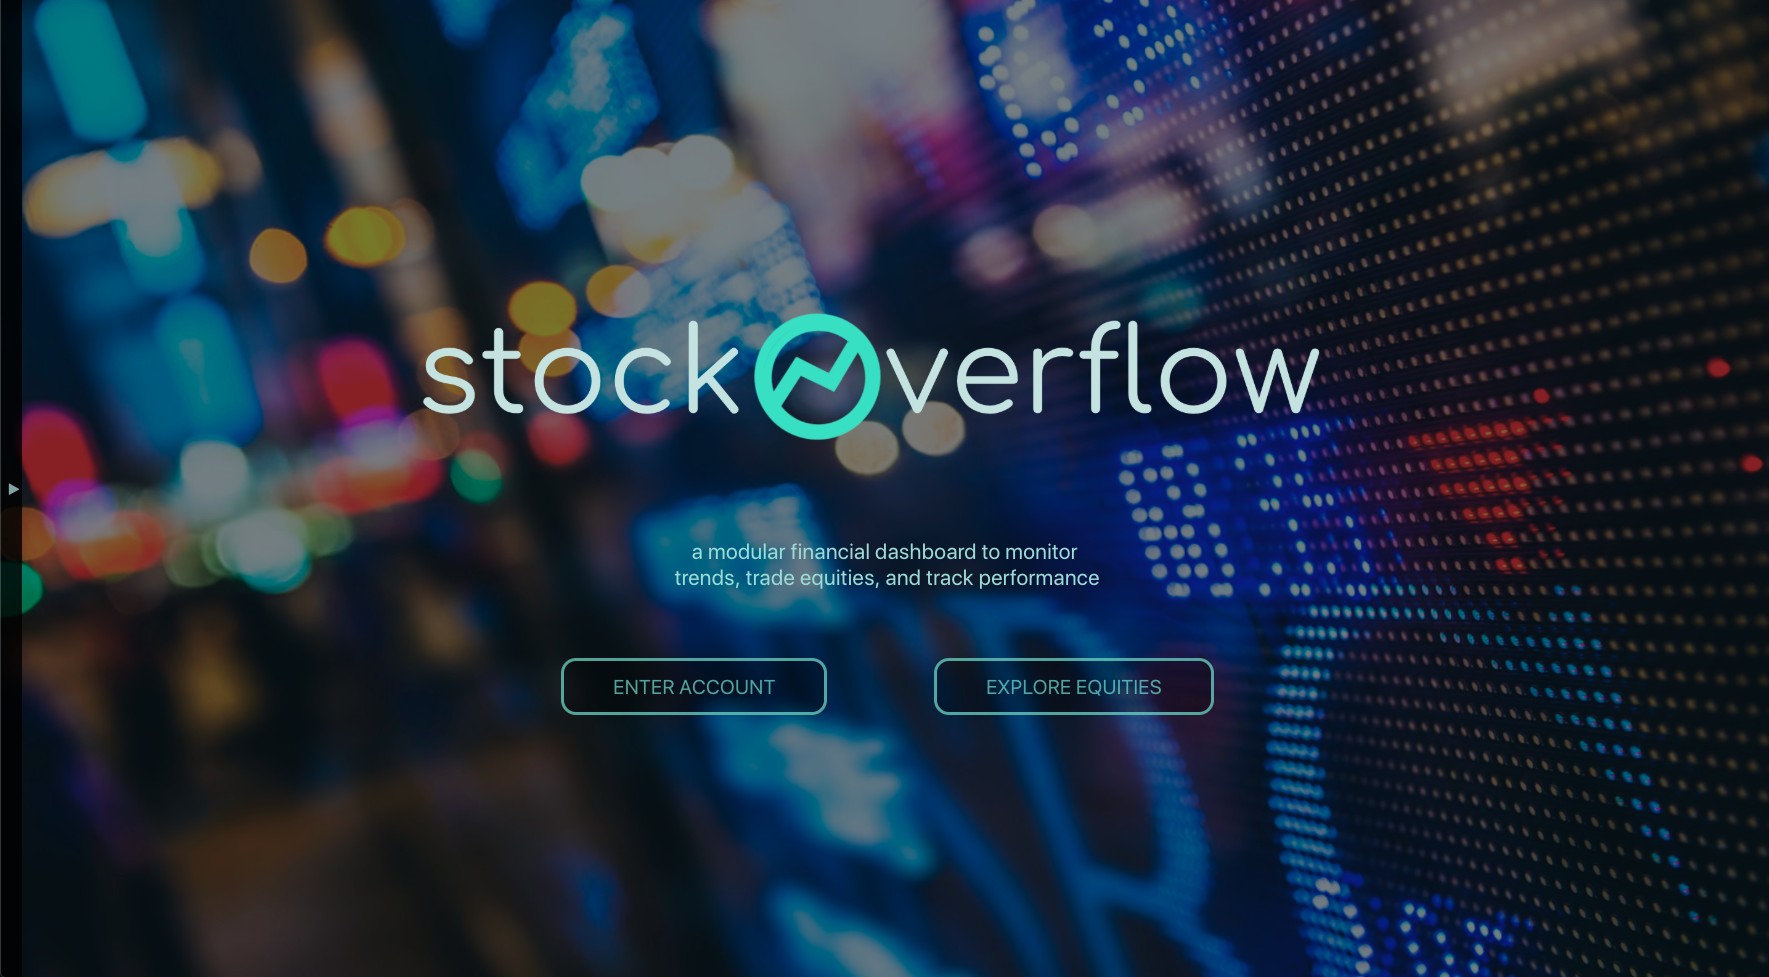 stockoverflow
a modular financial dashboard to monitor
trends, trade equities, and track performance
ENTER ACCOUNT
EXPLORE EQUITIES